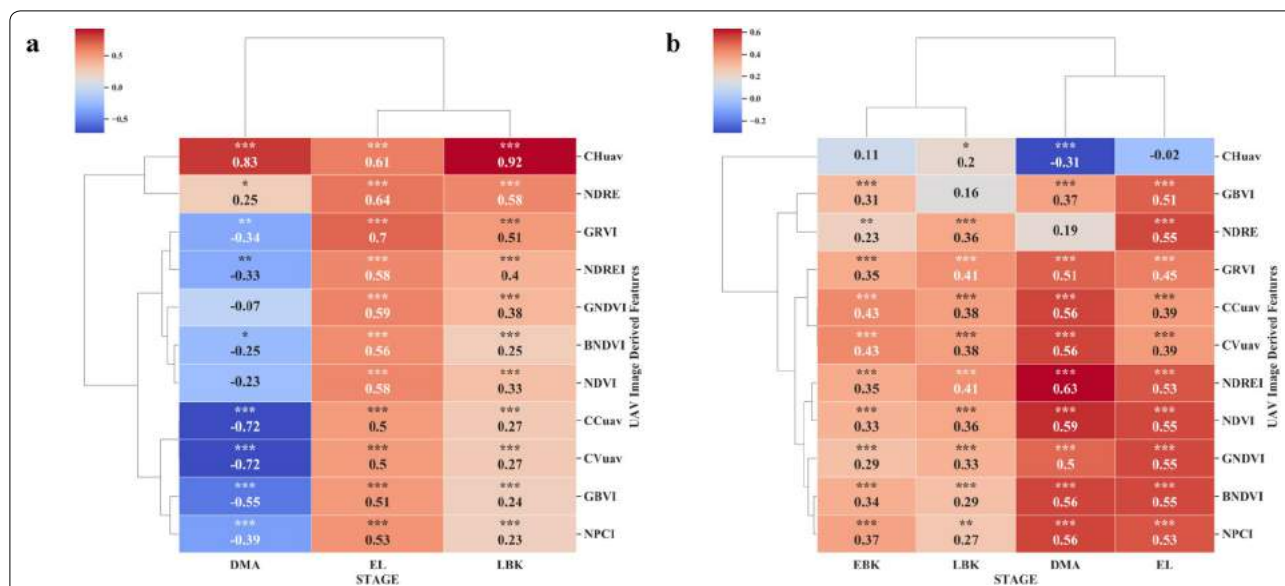 a
0.5
0.0
-0.5
*** *** ***
0.83 0.61 0.92 CHuav
* *** ***
0.25 0.64 0.58 NDRE
** *** ***
-0.34 0.7 0.51 GRVI
** *** ***
-0.33 0.58 0.4 NDREI
*** ***
-0.07 0.59 0.38 GNDVI
* *** ***
-0.25 0.56 0.25 BNDVI
*** ***
-0.23 0.58 0.33 NDVI
*** *** ***
-0.72 0.5 0.27 CCuav
*** *** ***
-0.72 0.5 0.27 CVuav
*** *** ***
-0.55 0.51 0.24 GBVI
*** *** ***
-0.39 0.53 0.23 NPCI
DMA EL LBK
STAGE
UAV Image Derived Features
b
0.6
0.4
0.2
0.0
-0.2
* ***
0.11 0.2 -0.31 -0.02 CHuav
*** *** ***
0.31 0.16 0.37 0.51 GBVI
** *** ***
0.23 0.36 0.19 0.55 NDRE
*** *** *** ***
0.35 0.41 0.51 0.45 GRVI
*** *** *** ***
0.43 0.38 0.56 0.39 CCuav
*** *** *** ***
0.43 0.38 0.56 0.39 CVuav
*** *** *** ***
0.35 0.41 0.63 0.53 NDREI
*** *** *** ***
0.33 0.36 0.59 0.55 NDVI
*** *** *** ***
0.29 0.33 0.5 0.55 GNDVI
*** *** *** ***
0.34 0.29 0.56 0.55 BNDVI
*** ** *** ***
0.37 0.27 0.56 0.53 NPCI
EBK LBK DMA EL
STAGE
UAV Image Derived Features